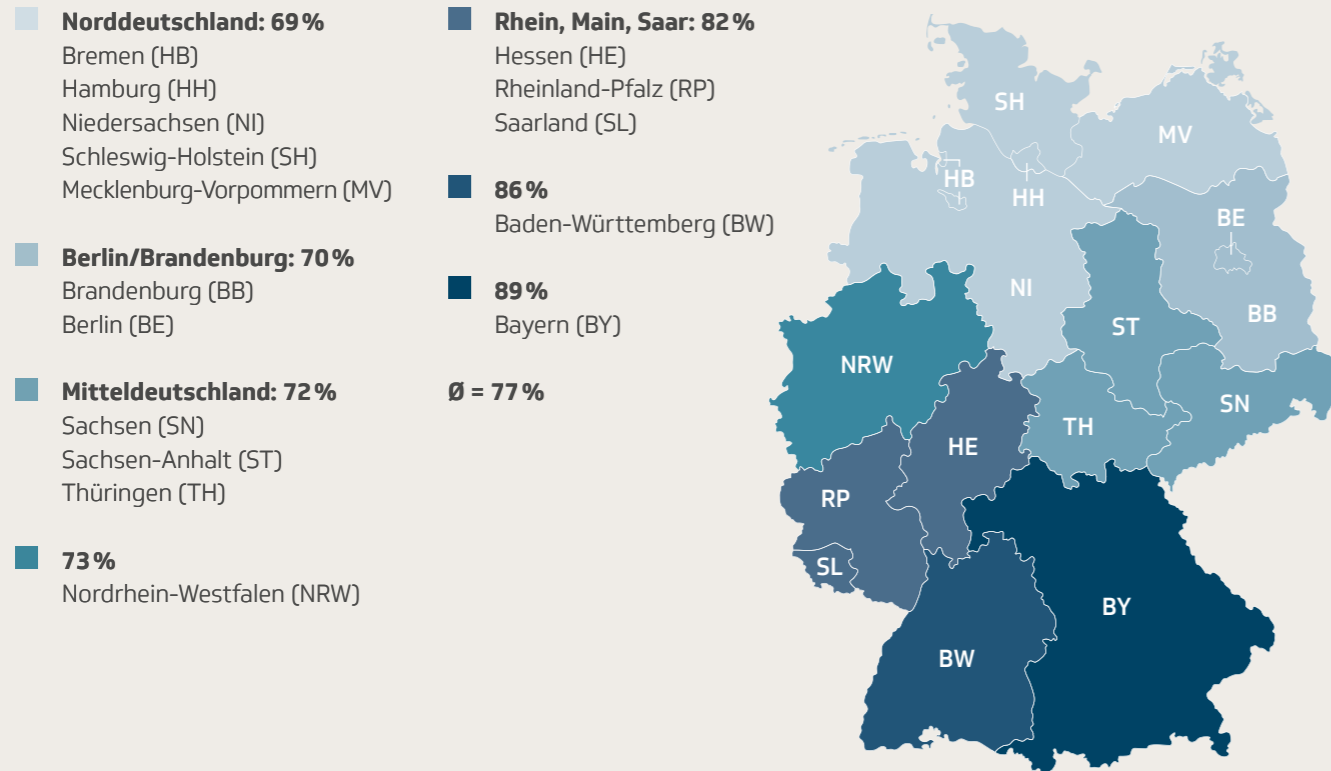 Norddeutschland: 69 %
Bremen (HB)
Hamburg (HH)
Niedersachsen (NI)
Schleswig-Holstein (SH)
Mecklenburg-Vorpommern (MV)
Berlin/Brandenburg: 70 %
Brandenburg (BB)
Berlin (BE)
Mitteldeutschland: 72 %
Sachsen (SN)
Sachsen-Anhalt (ST)
Thüringen (TH)
73 %
Nordrhein-Westfalen (NRW)
Rhein, Main, Saar: 82 %
Hessen (HE)
Rheinland-Pfalz (RP)
Saarland (SL)
86 %
Baden-Württemberg (BW)
89 %
Bayern (BY)
Ø = 77 %
SH
MV
HB
HH
BE
NI
BB
ST
NRW
SN
TH
HE
RP
SL
BY
BW